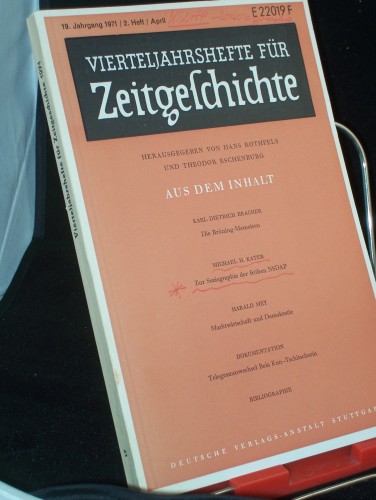 19. Jahrgang 1971 / 2. Heft / April
E 22019 F
VIERTELJAHRSHEFTE FÜR
Zeitgeschichte
HERAUSGEGEBEN VON HANS ROTHFELS
UND THEODOR ESCHENBURG
AUS DEM INHALT
KARL DIETRICH BRACHER
Die Brüning-Memoiren
MICHAEL H. KATER
Zur Soziographie der frühen NSDAP
HARALD MEY
Marktwirtschaft und Demokratie
DOKUMENTATION
Telegrammwechsel Bela Kun-Tschitscherin
BIBLIOGRAPHIE
DEUTSCHE VERLAGS-ANSTALT STUTTGART
Vierteljahrshefte für Zeitgeschichte 1971